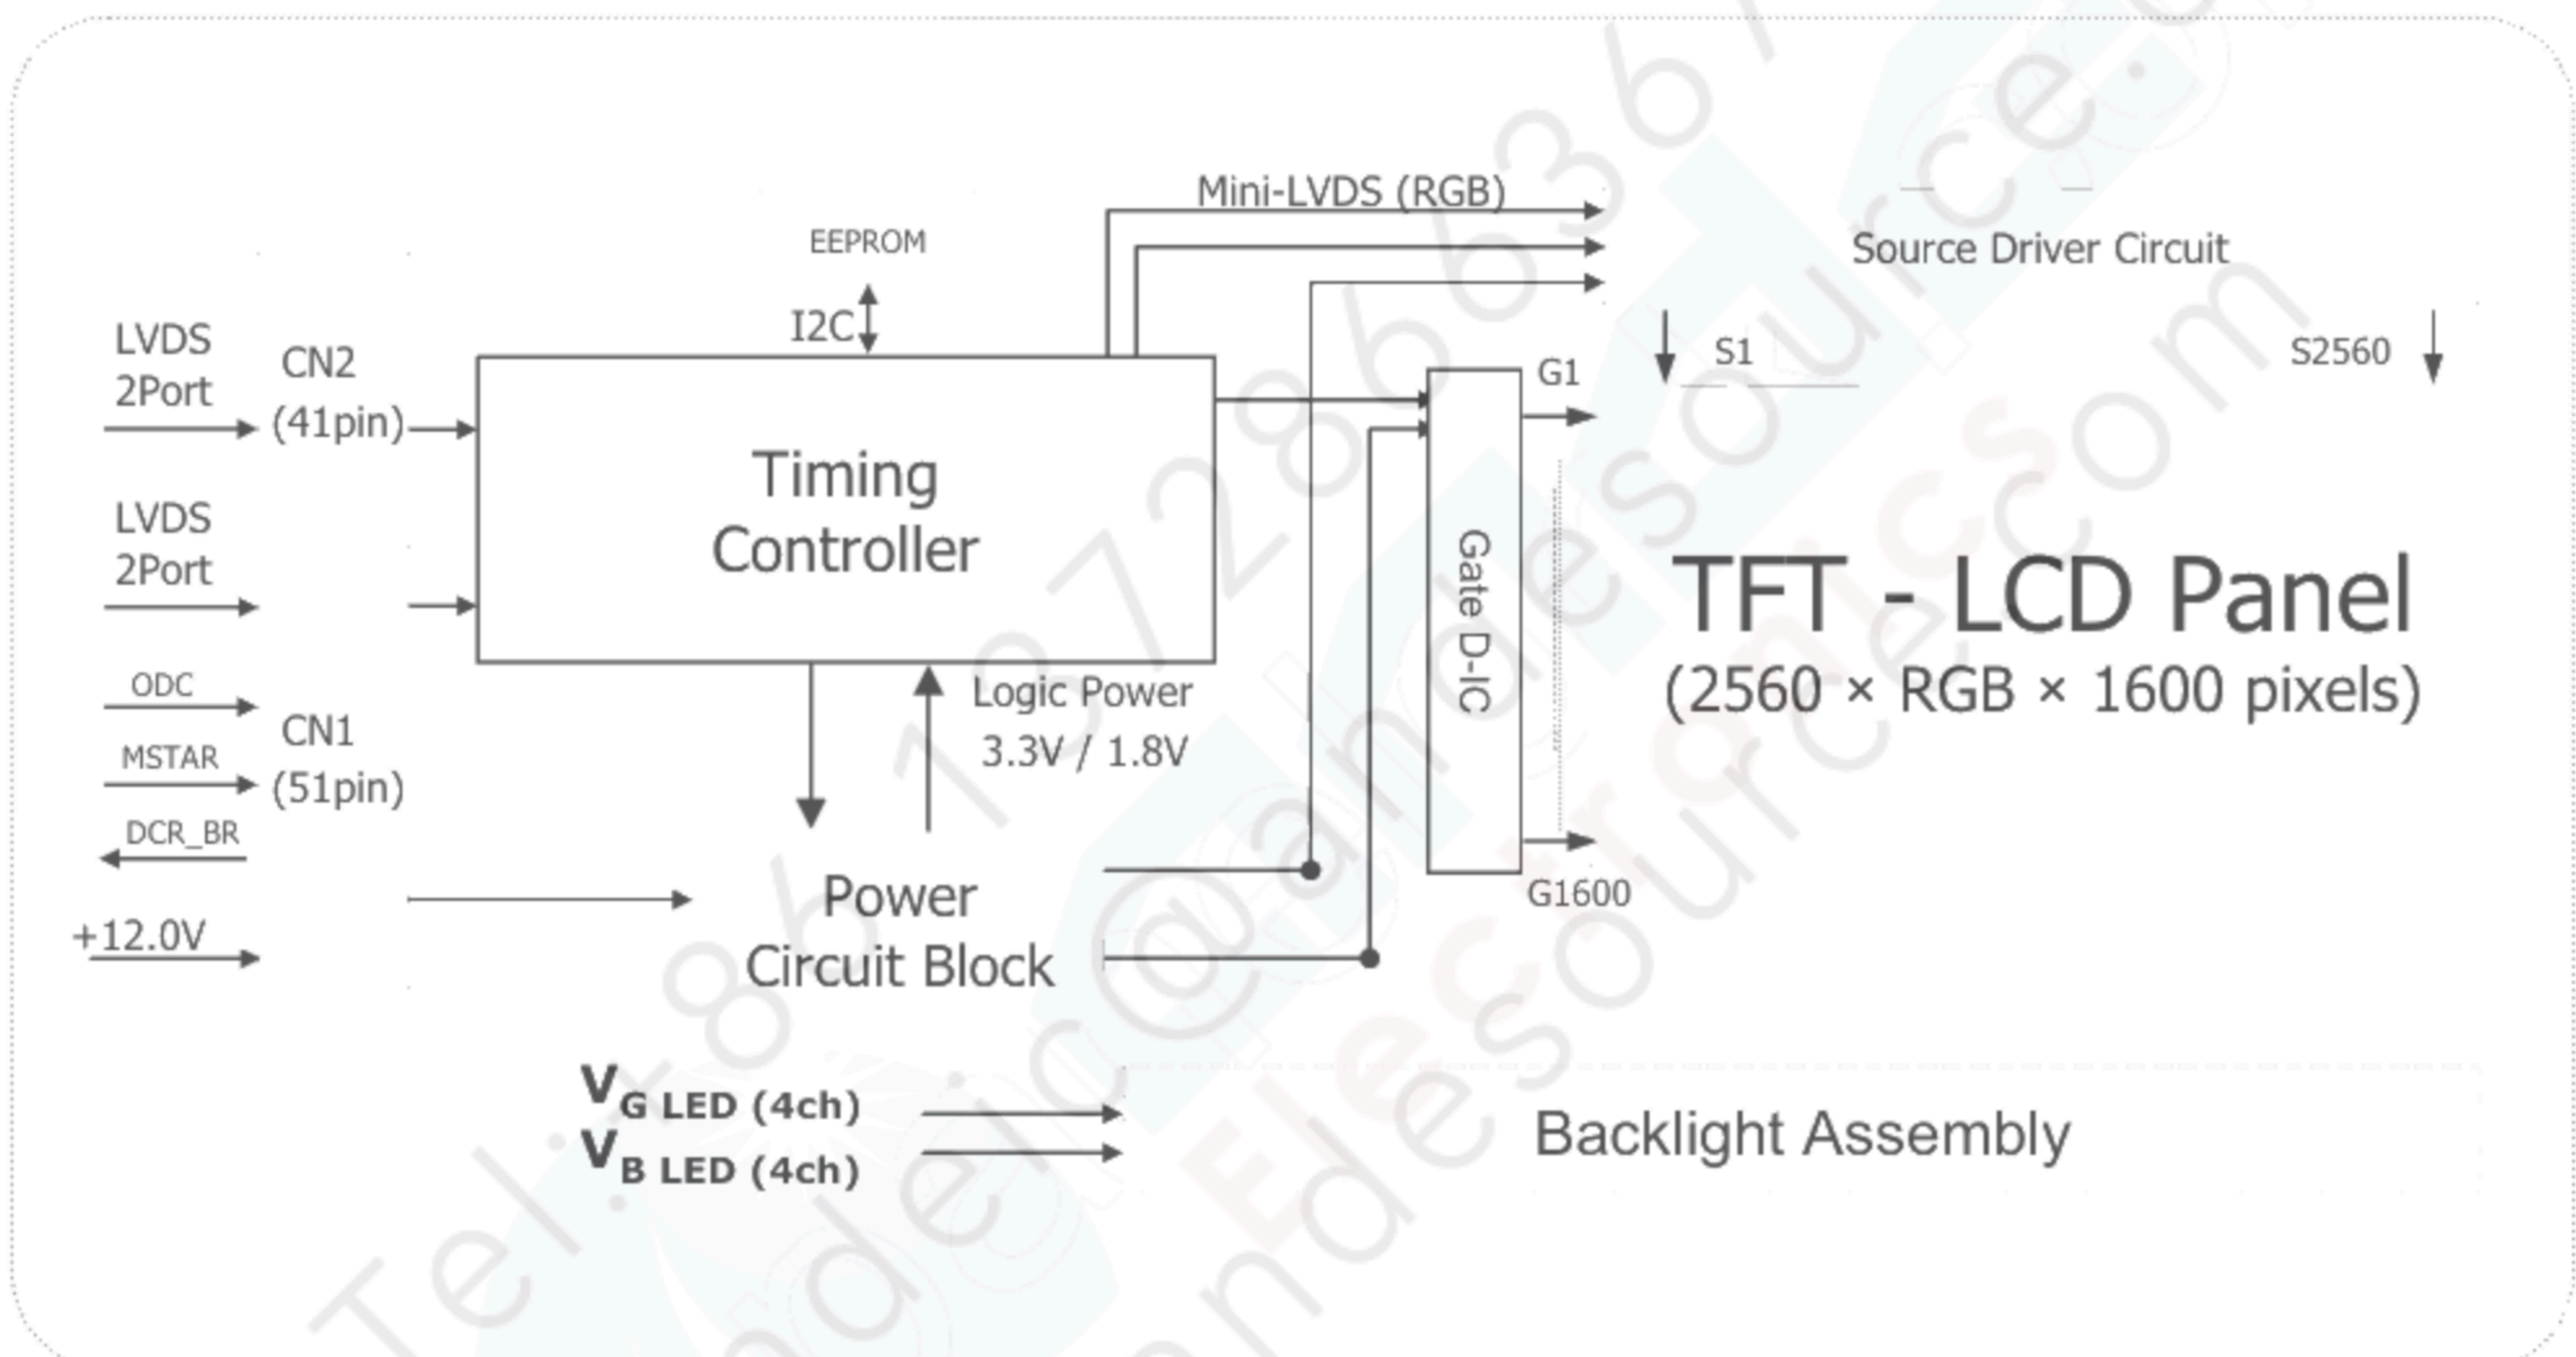 Mini-LVDS (RGB)
EEPROM
I2C
Source Driver Circuit
LVDS
2Port
CN2
(41pin)
G1
S1
S2560
Timing
Controller
LVDS
2Port
Gate D-IC
TFT - LCD Panel
(2560 × RGB × 1600 pixels)
ODC
Logic Power
3.3V / 1.8V
CN1
(51pin)
MSTAR
DCR_BR
Power
Circuit Block
G1600
+12.0V
V G LED (4ch)
V B LED (4ch)
Backlight Assembly
Electronics